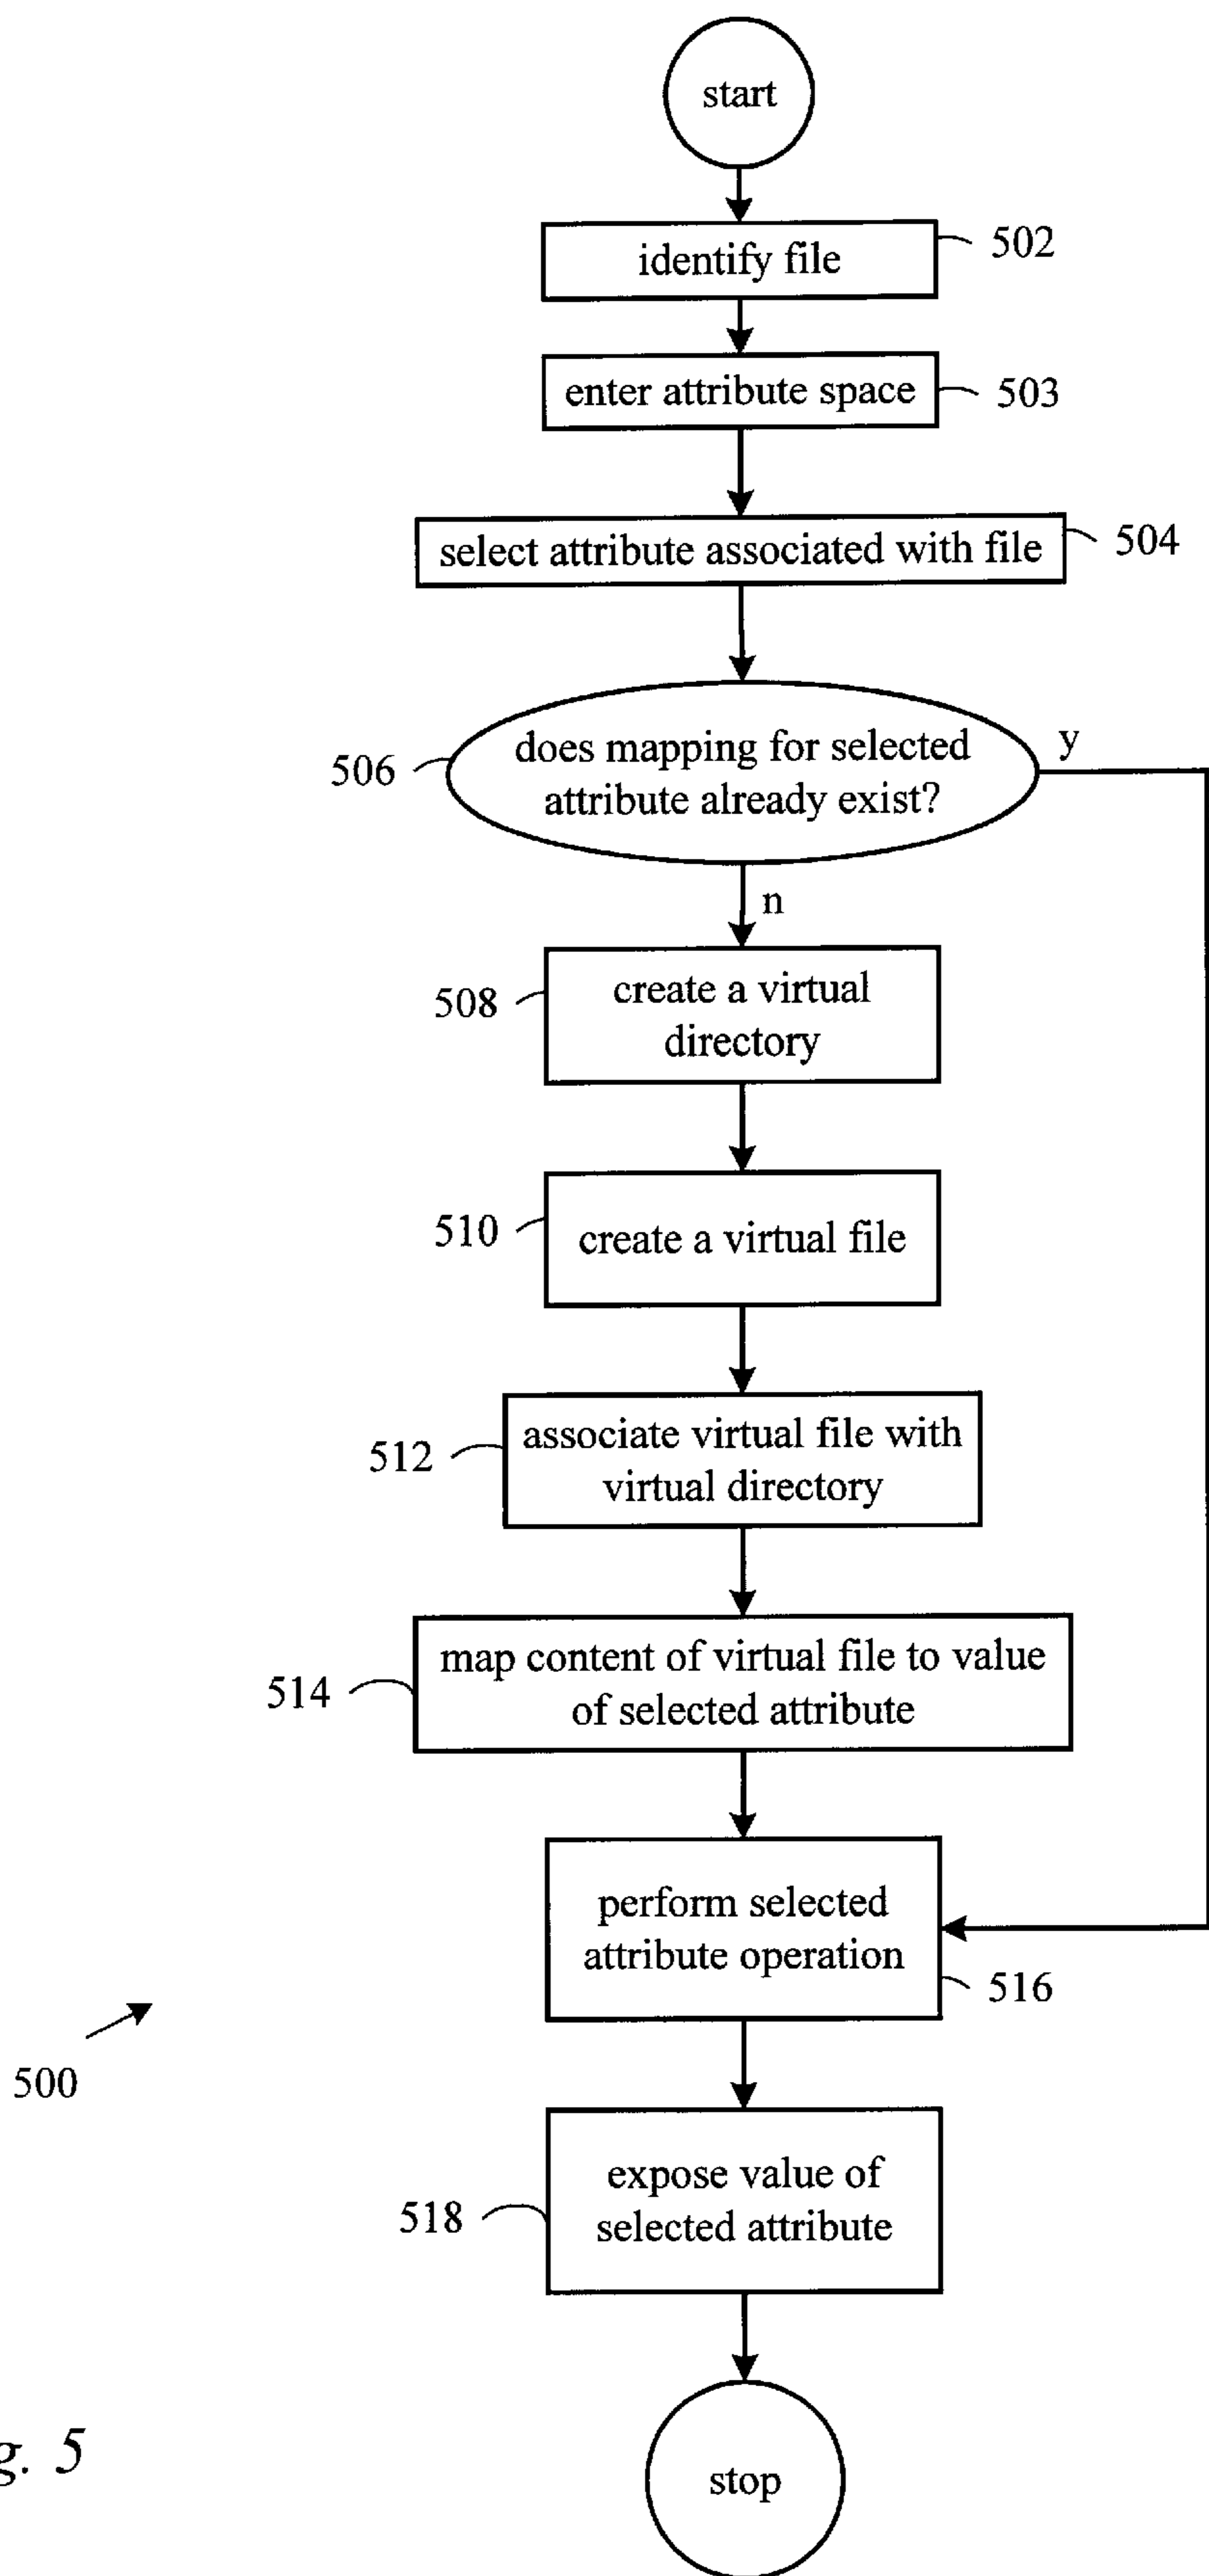 start
identify file
502
enter attribute space
503
select attribute associated with file
504
506
does mapping for selected
attribute already exist?
y
n
508
create a virtual
directory
510
create a virtual file
512
associate virtual file with
virtual directory
514
map content of virtual file to value
of selected attribute
perform selected
attribute operation
516
500
518
expose value of
selected attribute
g. 5
stop